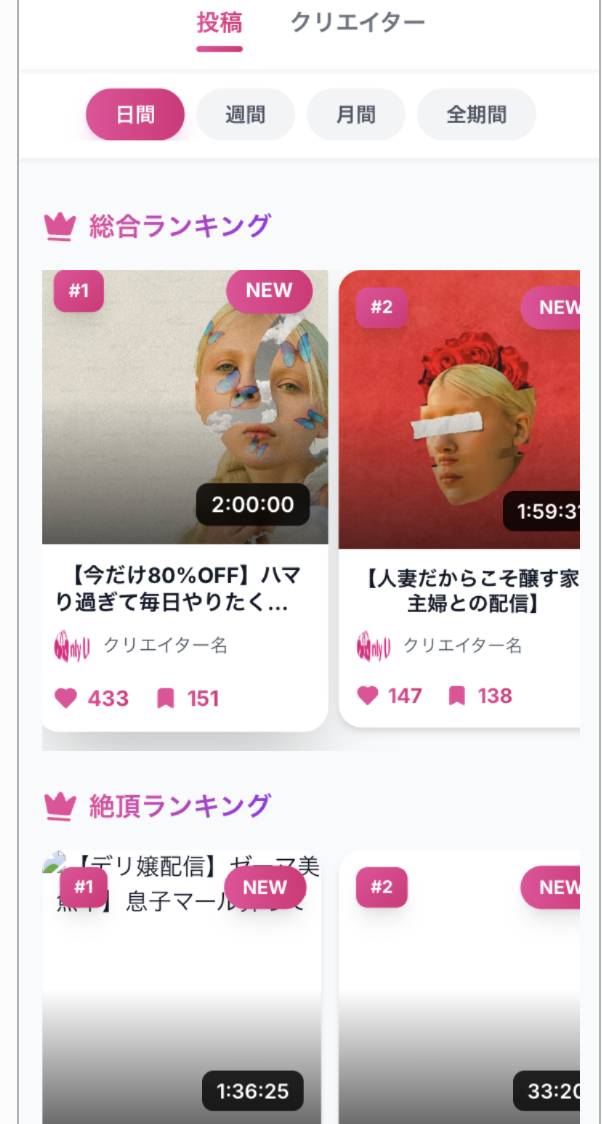 投稿 クリエイター
日間 週間 月間 全期間
総合ランキング
#1 NEW #2 NEW
2:00:00 1:59:3
【今だけ80%OFF】ハマ
り過ぎて毎日やりたく…
【人妻だからこそ醸す家
主婦との配信】
クリエイター名 クリエイター名
433 151 147 138
絶頂ランキング
【デリ嬢配信】ゼーマ美
#1 NEW #2 NEW
】息子マール
1:36:25 33:20